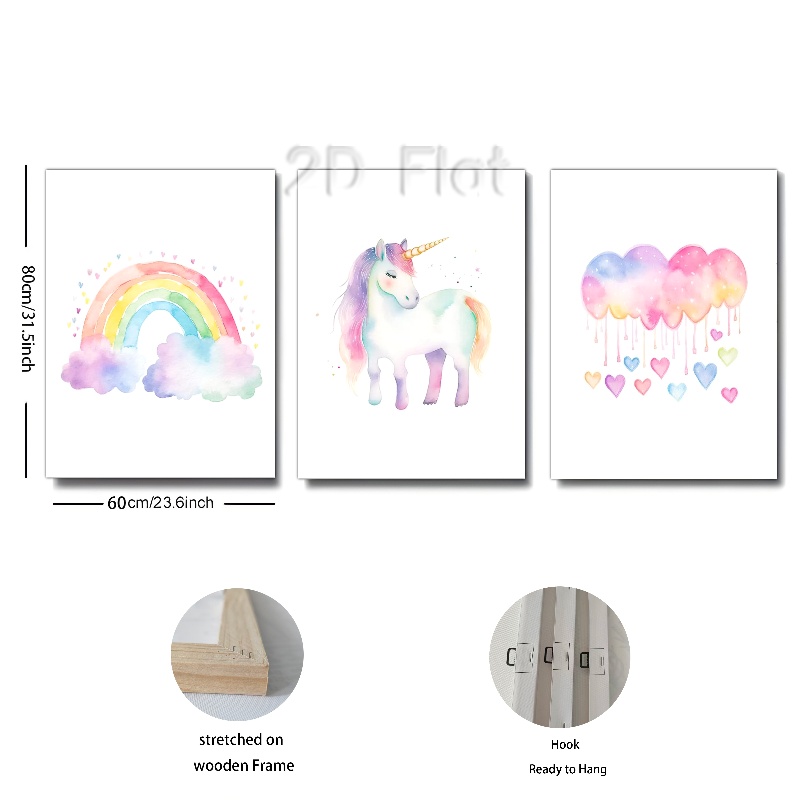 2D Flat
80cm/31.5inch
60cm/23.6inch
stretched on
wooden Frame
Hook
Ready to Hang